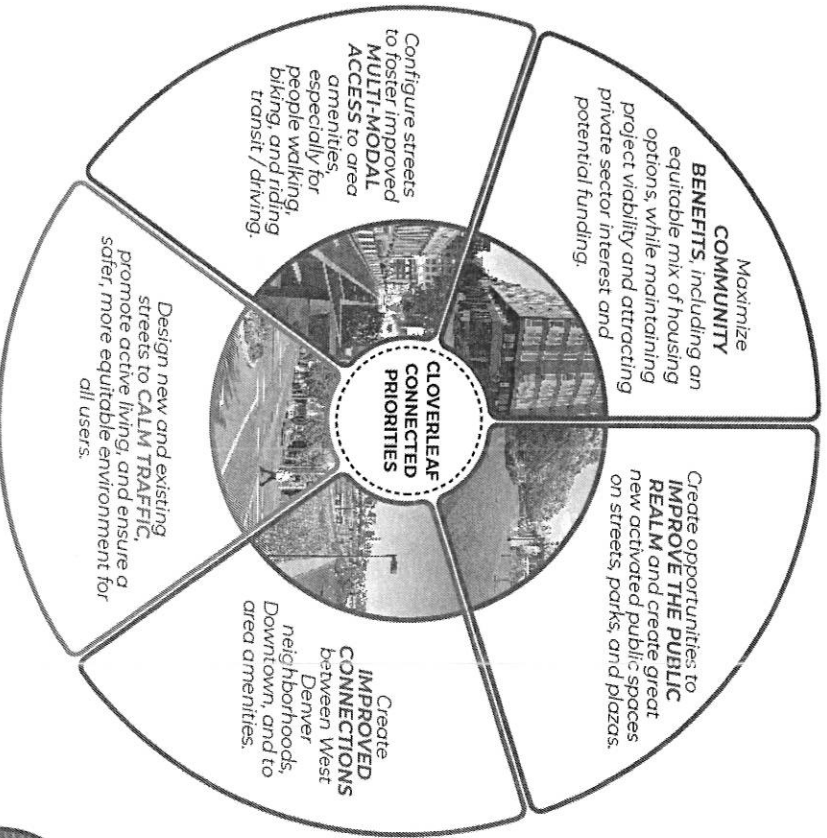 Maximize
COMMUNITY
BENEFITS, including an
equitable mix of housing
options, while maintaining
project viability and attracting
private sector interest and
potential funding.
Create opportunities to
IMPROVE THE PUBLIC
REALM and create great
new activated public spaces
on streets, parks, and plazas.
CLOVERLEAF
CONNECTED
PRIORITIES
Create
IMPROVED
CONNECTIONS
between West
Denver
neighborhoods,
Downtown, and to
area amenities.
Design new and existing
streets to CALM TRAFFIC,
promote active living, and ensure a
safer, more equitable environment for
all users.
Configure streets
to foster improved
MULTI-MODAL
ACCESS to area
amenities,
especially for
people walking,
biking, and riding
transit / driving.